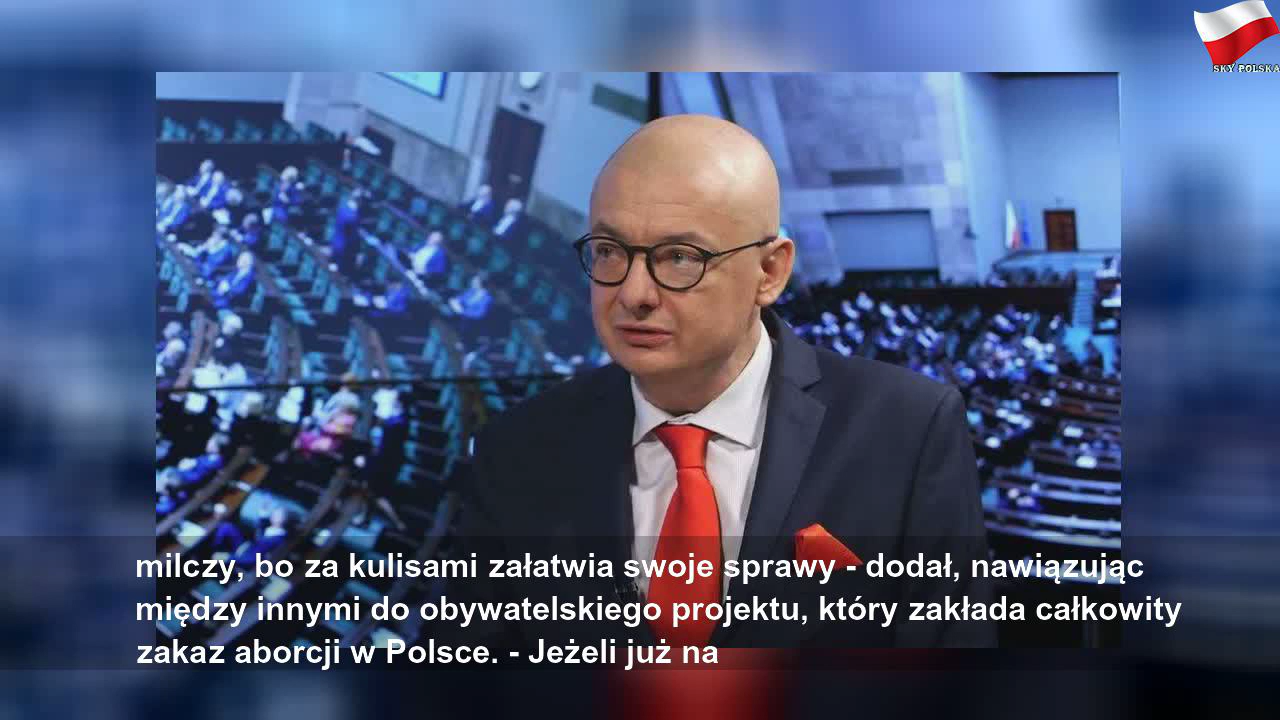 SKY POLSKA
milczy, bo za kulisami załatwia swoje sprawy - dodał, nawiązując
między innymi do obywatelskiego projektu, który zakłada całkowity
zakaz aborcji w Polsce. - Jeżeli już na